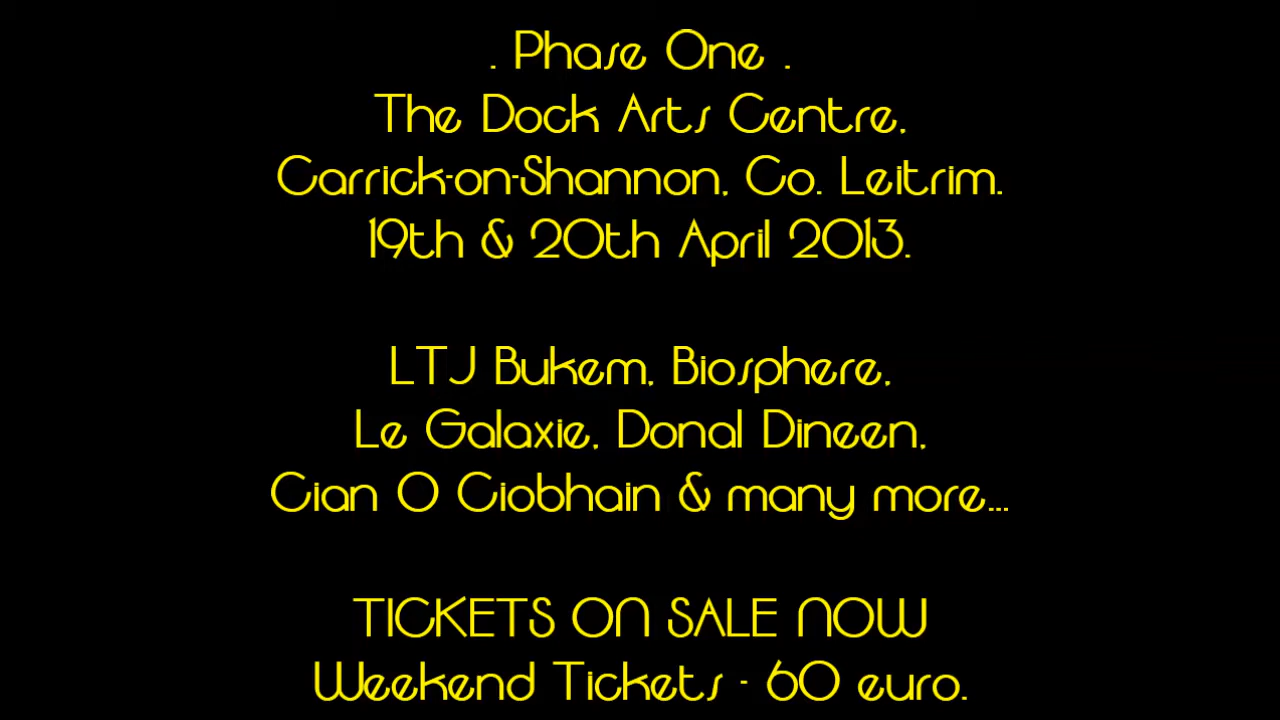 . Phase One .
The Dock Arts Centre,
Carrick-on-Shannon, Co. Leitrim.
19th & 20th April 2013.
LTJ Bukem, Biosphere,
Le Galaxie, Donal Dineen,
Cian O Ciobhain & many more...
TICKETS ON SALE NOW
Weekend Tickets - 60 euro.